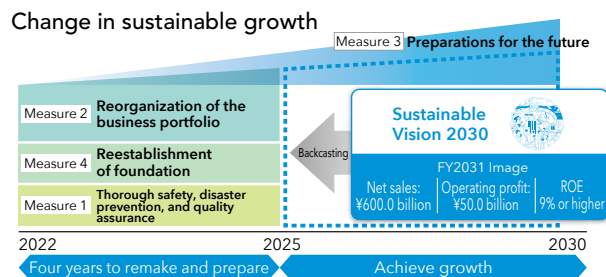 Change in sustainable growth
Measure 3 Preparations for the future
Measure 2 Reorganization of the
business portfolio
Measure 4 Reestablishment
of foundation
Measure 1 Thorough safety, disaster
prevention, and quality
assurance
Backcasting
Sustainable
Vision 2030
FY2031 Image
Net sales:
¥600.0 billion
Operating profit:
¥50.0 billion
ROE
9% or higher
2022 2025 2030
Four years to remake and prepare Achieve growth